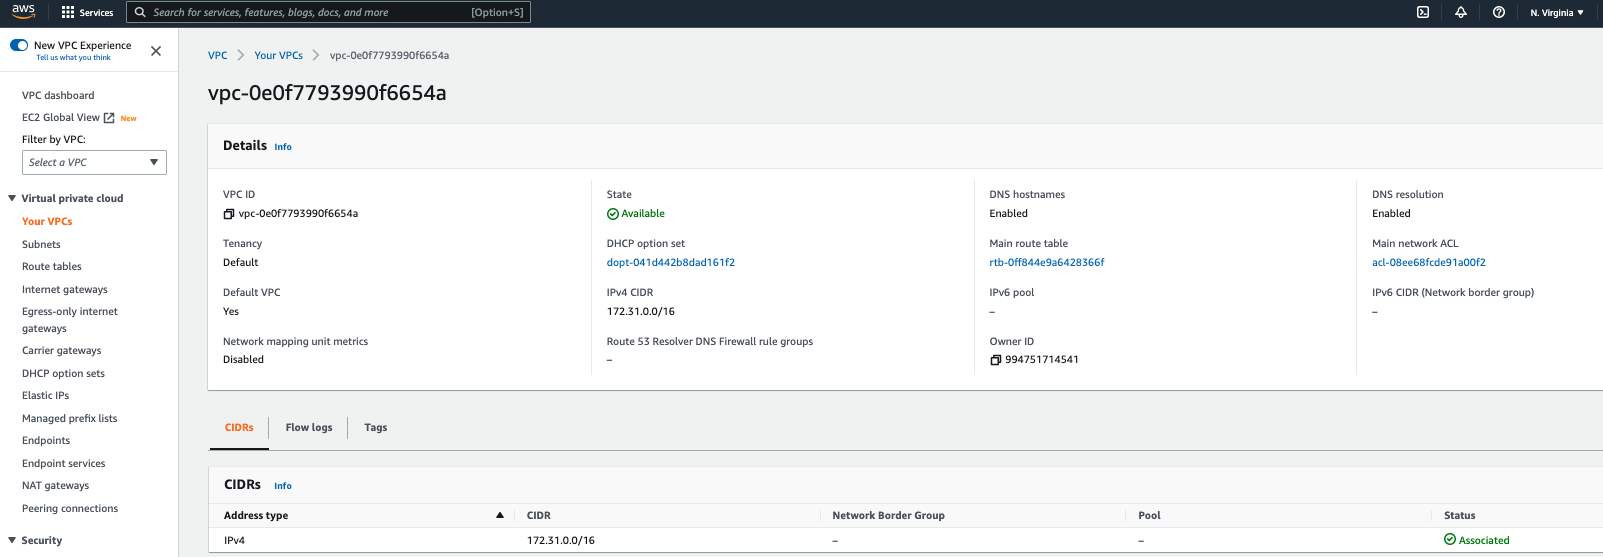 aws
Services
Search for services, features, blogs, docs, and more
[Option+S]
N. Virginia
New VPC Experience
Tell us what you think
VPC dashboard
EC2 Global View New
Filter by VPC:
Select a VPC
Virtual private cloud
Your VPCs
Subnets
Route tables
Internet gateways
Egress-only internet
gateways
Carrier gateways
DHCP option sets
Elastic IPs
Managed prefix lists
Endpoints
Endpoint services
NAT gateways
Peering connections
Security
VPC > Your VPCs > vpc-0e0f7793990f6654a
vpc-0e0f7793990f6654a
Details Info
VPC ID
vpc-0e0f7793990f6654a
State
Available
DNS hostnames
Enabled
DNS resolution
Enabled
Tenancy
Default
DHCP option set
dopt-041d442b8dad161f2
Main route table
rtb-0ff844e9a6428366f
Main network ACL
acl-08ee68fcde91a00f2
Default VPC
Yes
IPv4 CIDR
172.31.0.0/16
IPv6 pool
–
IPv6 CIDR (Network border group)
–
Network mapping unit metrics
Disabled
Route 53 Resolver DNS Firewall rule groups
–
Owner ID
994751714541
CIDRs Flow logs Tags
CIDRs Info
Address type CIDR Network Border Group Pool Status
IPv4 172.31.0.0/16 – – Associated